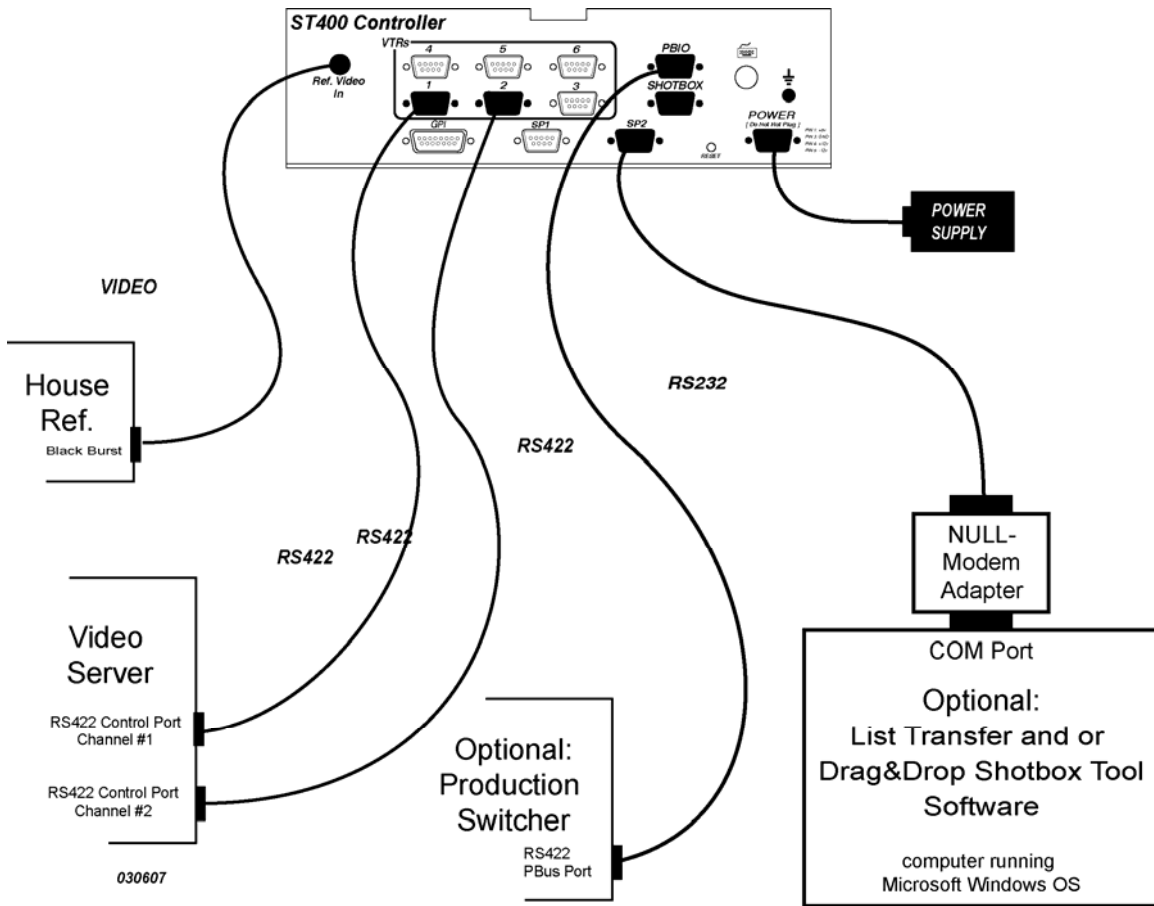 ST400 Controller
VTRs
4
5
6
PBIO
Ref. Video
In
1
2
3
SHOTBOX
GPI
SP1
SP2
RESET
POWER
[ Do Not Hot Plug ]
POWER
SUPPLY
VIDEO
House
Ref.
Black Burst
RS232
RS422
RS422
RS422
NULL-
Modem
Adapter
COM Port
Optional:
List Transfer and or
Drag&Drop Shotbox Tool
Software
computer running
Microsoft Windows OS
Video
Server
RS422 Control Port
Channel #1
RS422 Control Port
Channel #2
Optional:
Production
Switcher
RS422
PBus Port
030607